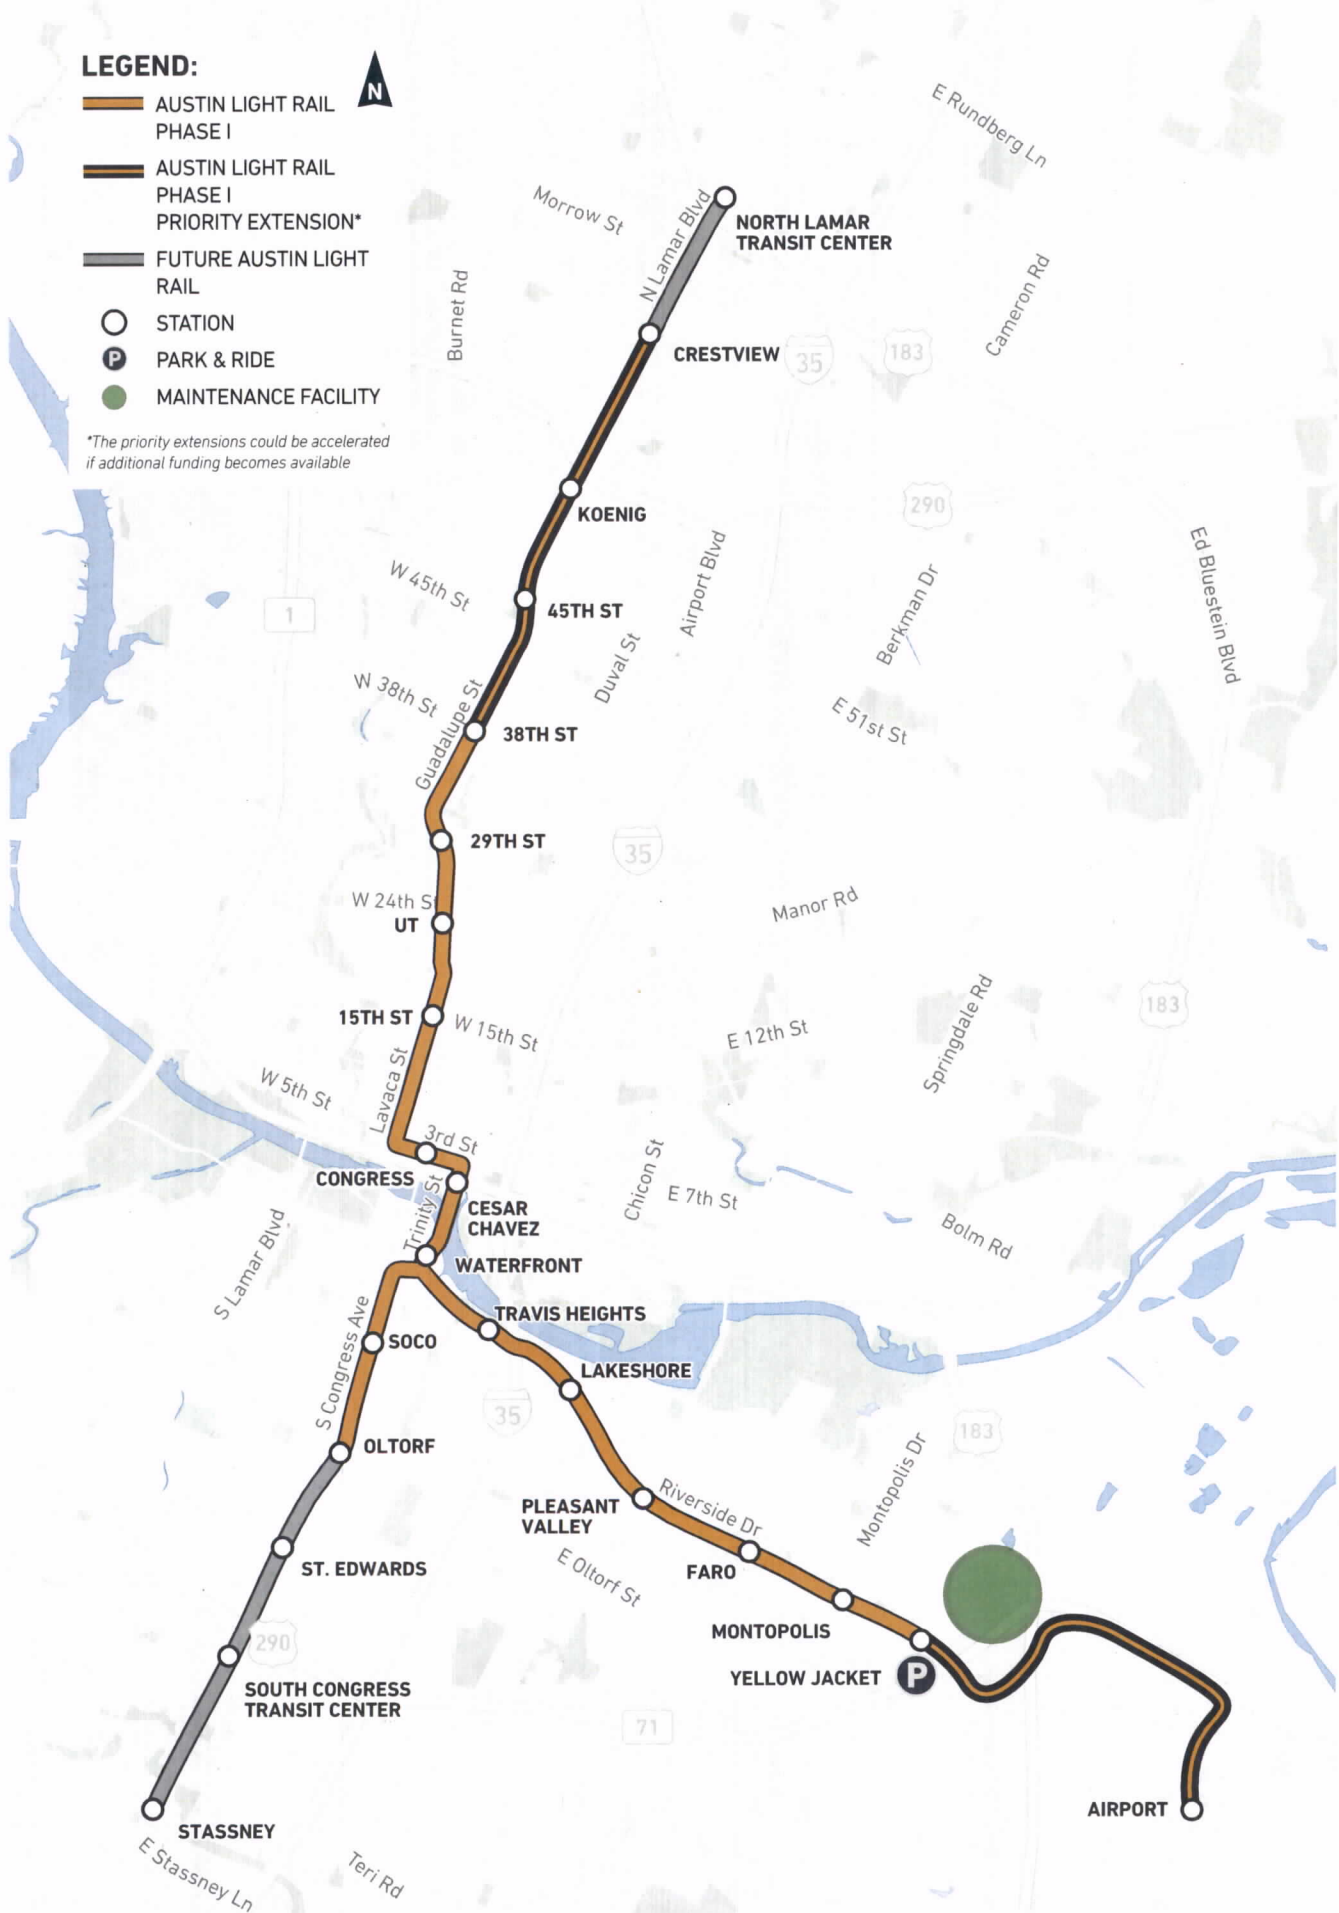 LEGEND:
N
AUSTIN LIGHT RAIL
PHASE I
AUSTIN LIGHT RAIL
PHASE I
PRIORITY EXTENSION*
FUTURE AUSTIN LIGHT
RAIL
STATION
P
PARK & RIDE
MAINTENANCE FACILITY
*The priority extensions could be accelerated
if additional funding becomes available
E Rundberg Ln
Morrow St
N Lamar Blvd
NORTH LAMAR
TRANSIT CENTER
Burnet Rd
Cameron Rd
CRESTVIEW
35
183
KOENIG
290
Airport Blvd
Ed Bluestein Blvd
W 45th St
1
45TH ST
Berkman Dr
Duval St
W 38th St
Guadalupe St
38TH ST
E 51st St
29TH ST
35
W 24th St
UT
Manor Rd
15TH ST
W 15th St
E 12th St
Springdale Rd
183
W 5th St
Lavaca St
3rd St
CONGRESS
Trinity St
CESAR
CHAVEZ
Chicon St
E 7th St
Bolm Rd
S Lamar Blvd
WATERFRONT
TRAVIS HEIGHTS
S Congress Ave
SOCO
LAKESHORE
35
183
OLTORF
Montopolis Dr
PLEASANT
VALLEY
Riverside Dr
E Oltorf St
FARO
ST. EDWARDS
MONTOPOLIS
290
YELLOW JACKET
P
SOUTH CONGRESS
TRANSIT CENTER
71
AIRPORT
STASSNEY
E Stassney Ln
Teri Rd